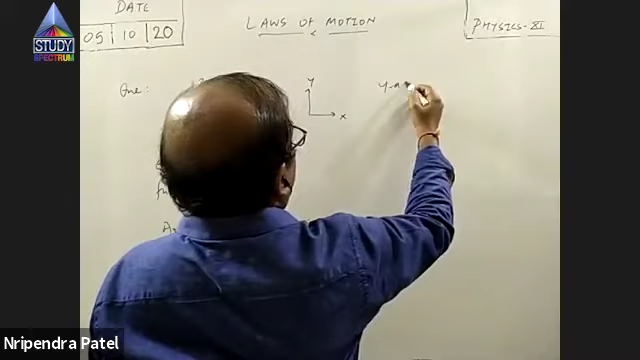 DATE
05 10 20
LAWS OF MOTION
PHYSICS-XI
STUDY
SPECTRUM
Que:
y
x
y-a
Nripendra Patel